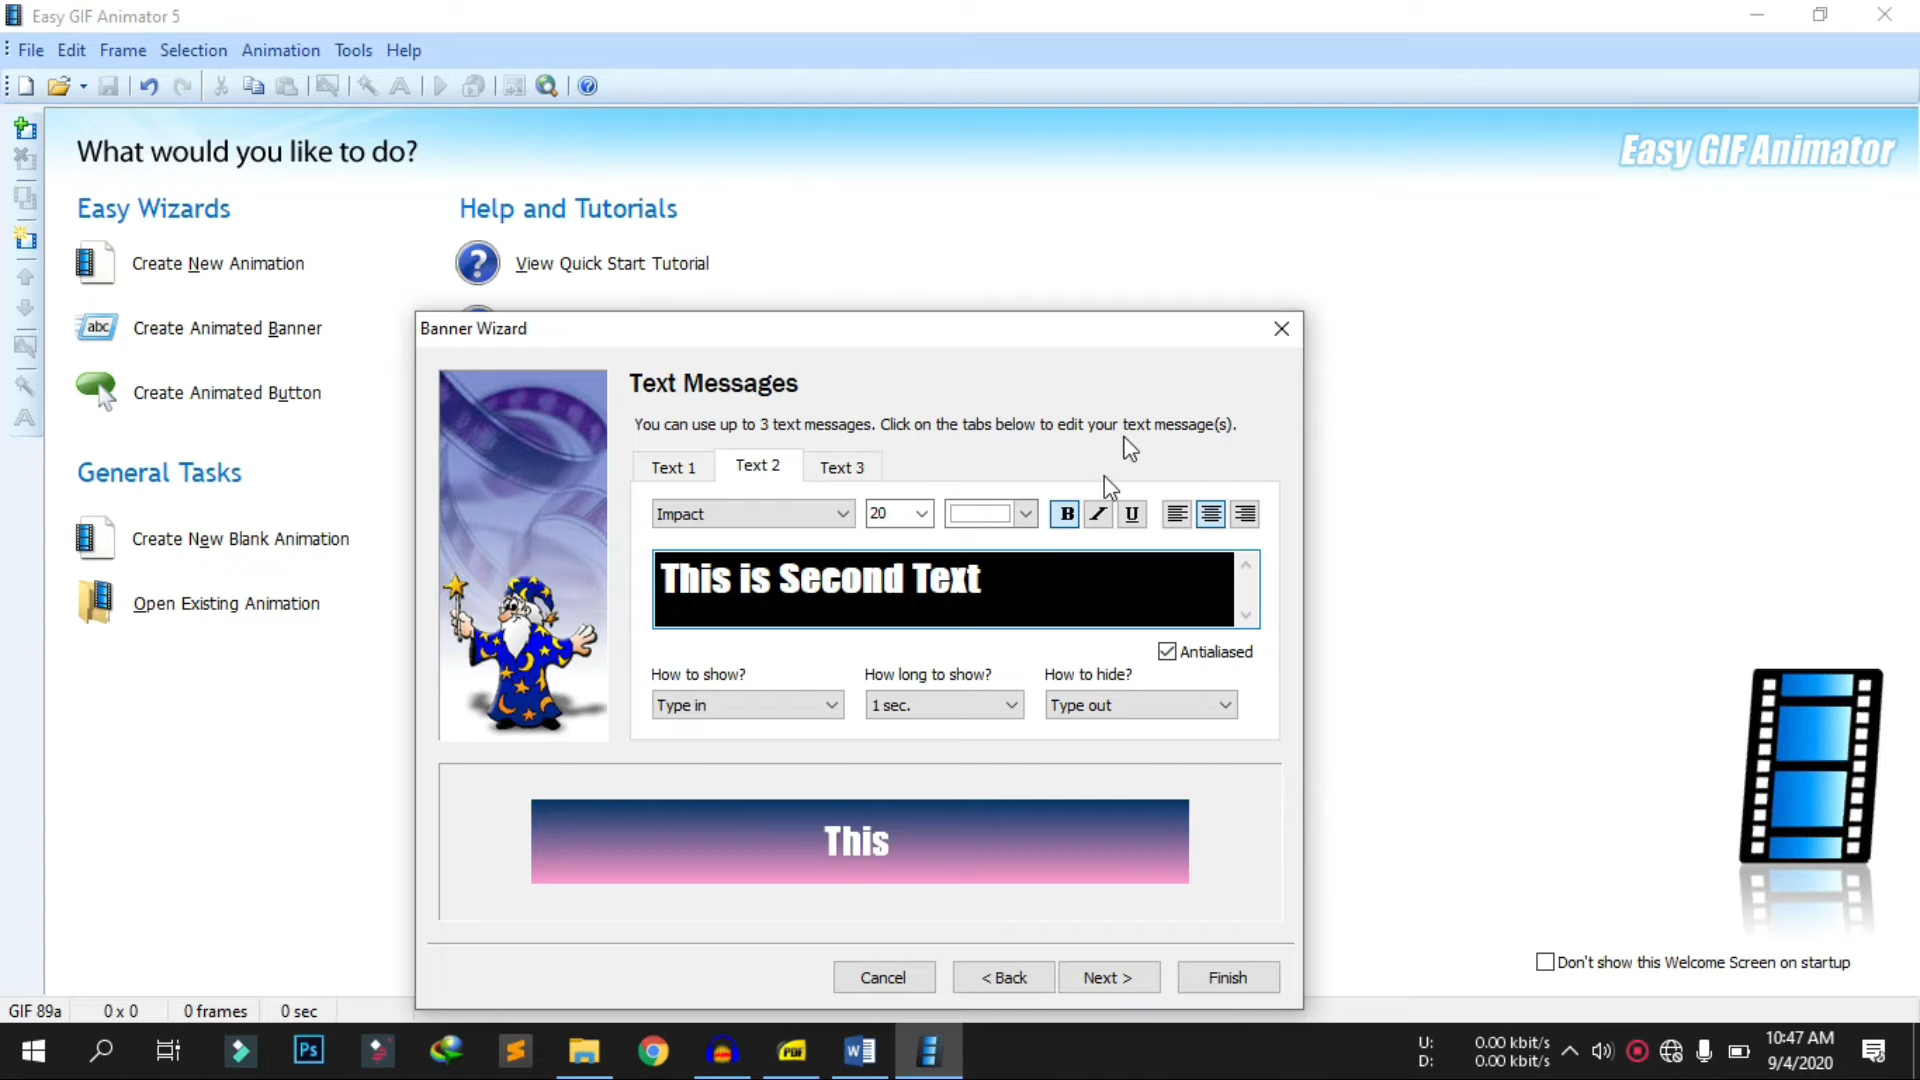 Easy GIF Animator 5
File Edit Frame Selection Animation Tools Help
What would you like to do?
Easy GIF Animator
Easy Wizards
Help and Tutorials
Create New Animation
View Quick Start Tutorial
abc
Create Animated Banner
Create Animated Button
General Tasks
Create New Blank Animation
Open Existing Animation
Banner Wizard
Text Messages
You can use up to 3 text messages. Click on the tabs below to edit your text message(s).
Text 1 Text 2 Text 3
Impact 20 B I U
This is Second Text
Antialiased
How to show? How long to show? How to hide?
Type in 1 sec. Type out
This
Cancel < Back Next > Finish
Don't show this Welcome Screen on startup
GIF 89a 0 x 0 0 frames 0 sec
Ps
PDF
U: 0.00 kbit/s
D: 0.00 kbit/s
10:47 AM
9/4/2020